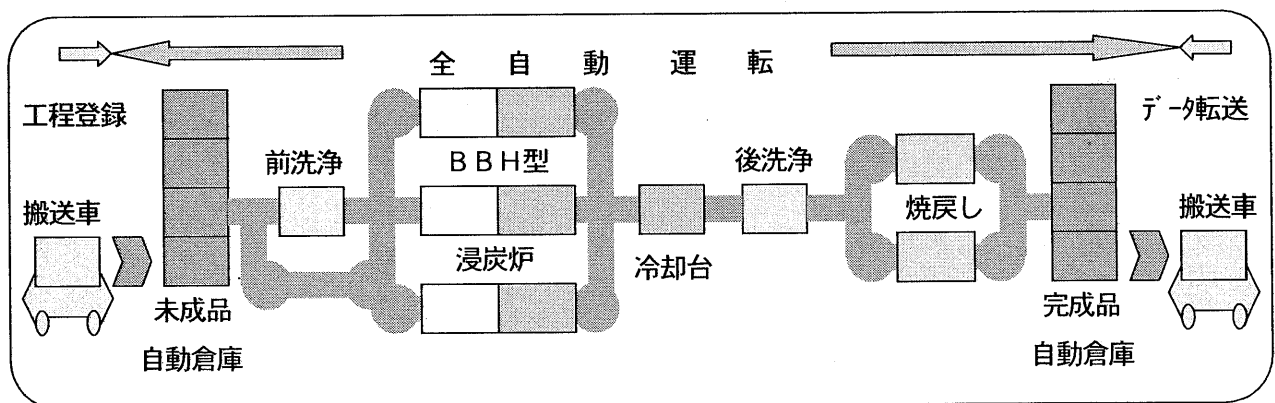 全自動運転
工程登録
データ転送
前洗浄
BBH型
後洗浄
搬送車
焼戻し
搬送車
浸炭炉
冷却台
未成品
自動倉庫
完成品
自動倉庫